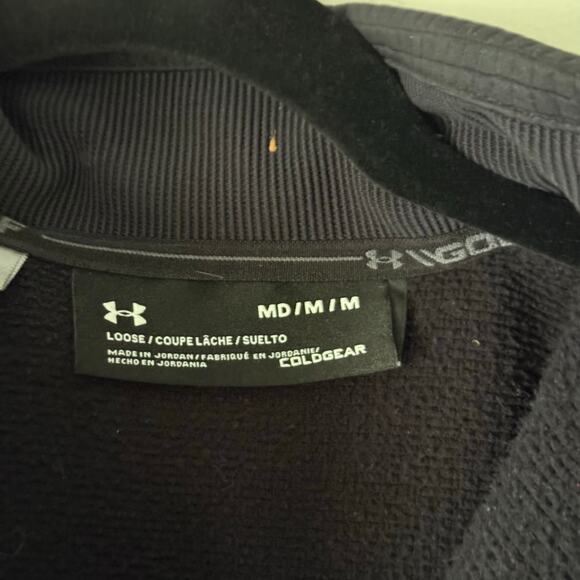 MD/M/M
LOOSE/COUPE LÂCHE/SUELTO
MADE IN JORDAN/FABRIQUÉ EN JORDANIE/
HECHO EN JORDANIA
COLDGEAR